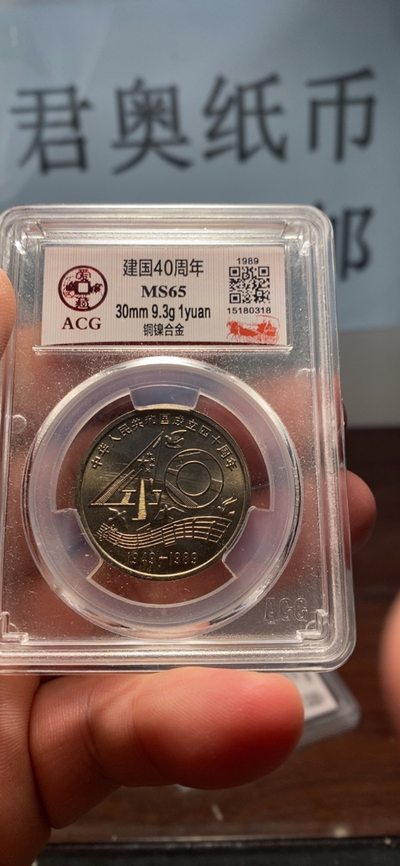 君奥纸币
邮
建国40周年
1989
MS65
30mm 9.3g 1yuan
15180318
ACG
铜镍合金
中华人民共和国成立四十周年
40
1949-1989
ACG